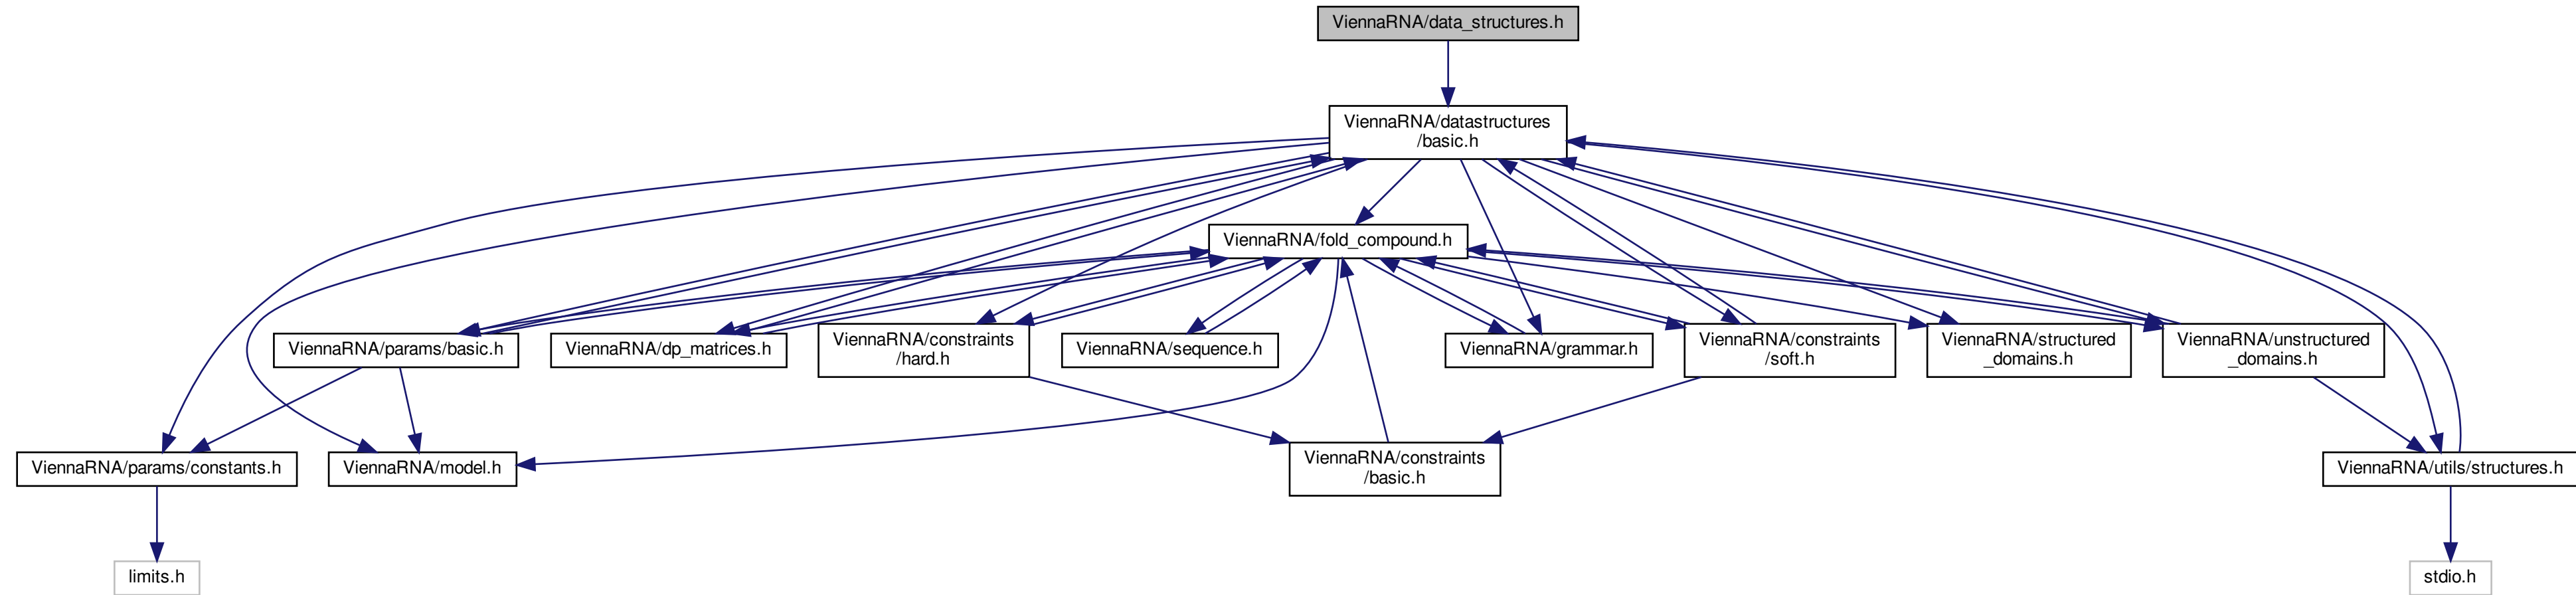 ViennaRNA/data_structures.h
ViennaRNA/datastructures
/basic.h
ViennaRNA/fold_compound.h
ViennaRNA/params/basic.h
ViennaRNA/dp_matrices.h
ViennaRNA/constraints
/hard.h
ViennaRNA/sequence.h
ViennaRNA/grammar.h
ViennaRNA/constraints
/soft.h
ViennaRNA/structured
_domains.h
ViennaRNA/unstructured
_domains.h
ViennaRNA/params/constants.h
ViennaRNA/model.h
ViennaRNA/constraints
/basic.h
ViennaRNA/utils/structures.h
limits.h
stdio.h